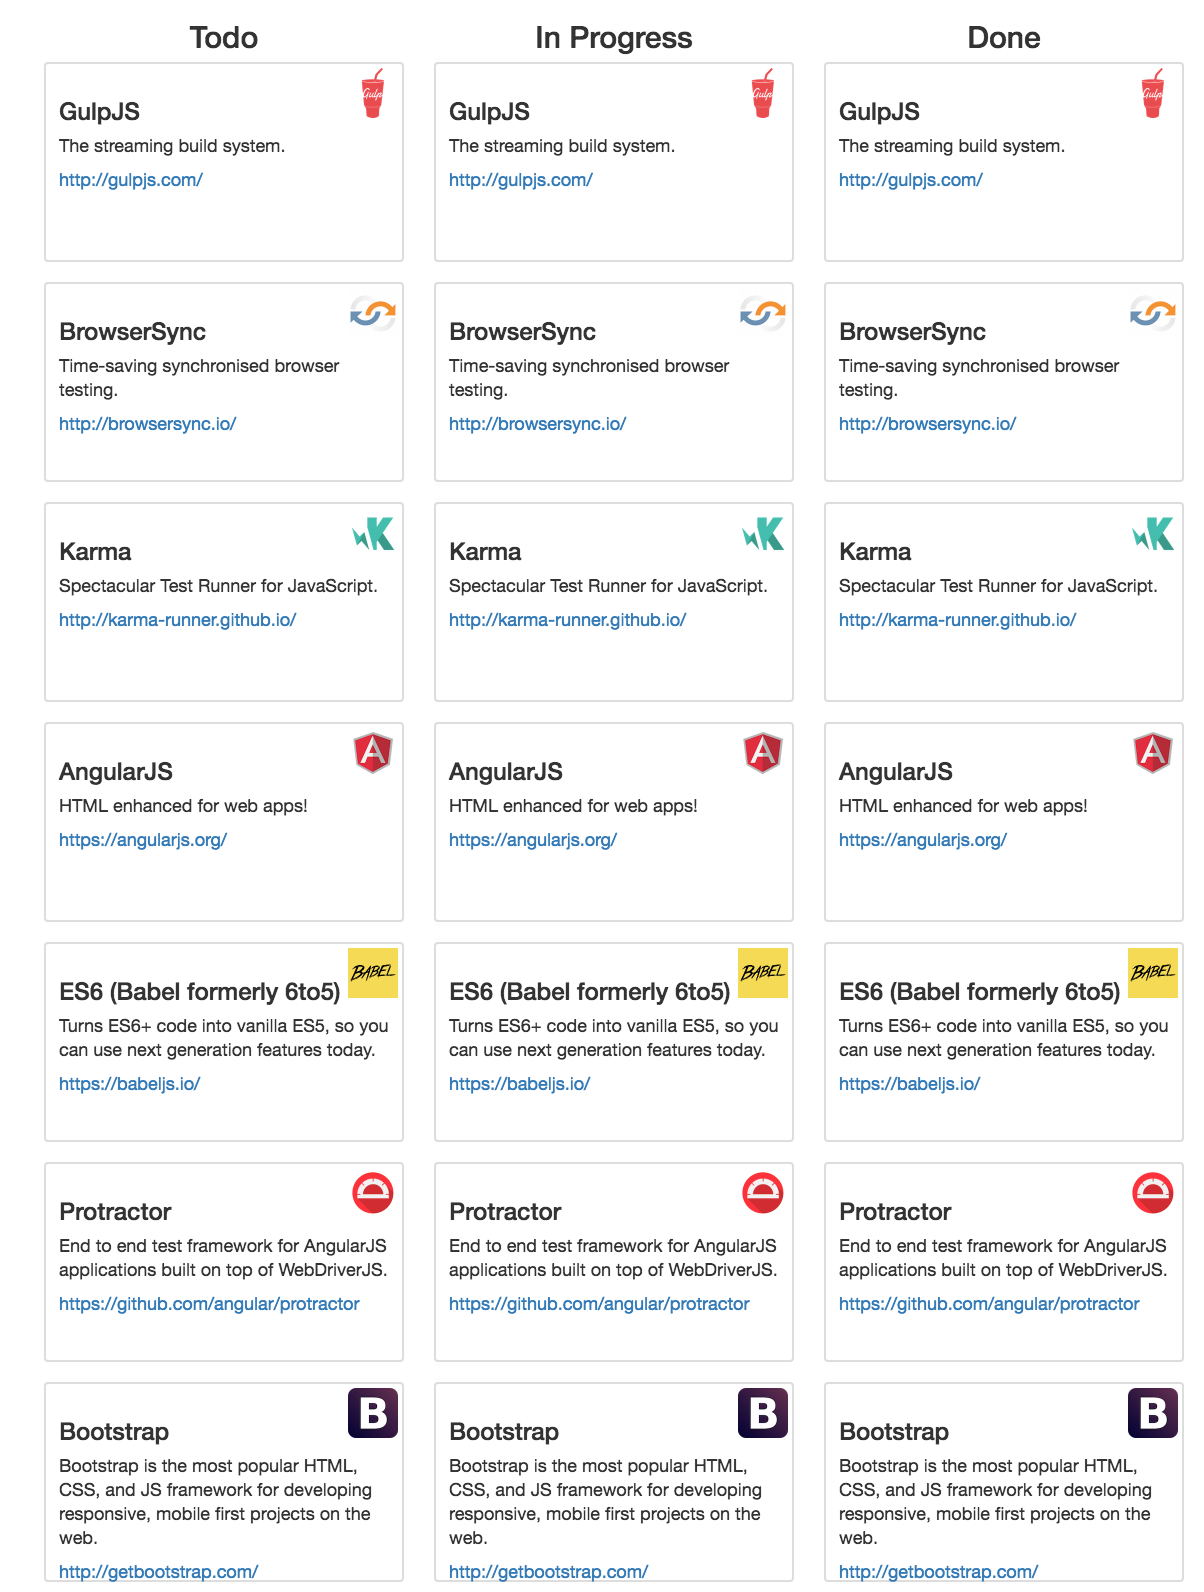 Todo
GulpJS
Gulp
The streaming build system.
http://gulpjs.com/
BrowserSync
Time-saving synchronised browser
testing.
http://browsersync.io/
Karma
K
Spectacular Test Runner for JavaScript.
http://karma-runner.github.io/
AngularJS
A
HTML enhanced for web apps!
https://angularjs.org/
ES6 (Babel formerly 6to5)
BABEL
Turns ES6+ code into vanilla ES5, so you
can use next generation features today.
https://babeljs.io/
Protractor
End to end test framework for AngularJS
applications built on top of WebDriverJS.
https://github.com/angular/protractor
Bootstrap
B
Bootstrap is the most popular HTML,
CSS, and JS framework for developing
responsive, mobile first projects on the
web.
http://getbootstrap.com/
In Progress
GulpJS
Gulp
The streaming build system.
http://gulpjs.com/
BrowserSync
Time-saving synchronised browser
testing.
http://browsersync.io/
Karma
K
Spectacular Test Runner for JavaScript.
http://karma-runner.github.io/
AngularJS
A
HTML enhanced for web apps!
https://angularjs.org/
ES6 (Babel formerly 6to5)
BABEL
Turns ES6+ code into vanilla ES5, so you
can use next generation features today.
https://babeljs.io/
Protractor
End to end test framework for AngularJS
applications built on top of WebDriverJS.
https://github.com/angular/protractor
Bootstrap
B
Bootstrap is the most popular HTML,
CSS, and JS framework for developing
responsive, mobile first projects on the
web.
http://getbootstrap.com/
Done
GulpJS
Gulp
The streaming build system.
http://gulpjs.com/
BrowserSync
Time-saving synchronised browser
testing.
http://browsersync.io/
Karma
K
Spectacular Test Runner for JavaScript.
http://karma-runner.github.io/
AngularJS
A
HTML enhanced for web apps!
https://angularjs.org/
ES6 (Babel formerly 6to5)
BABEL
Turns ES6+ code into vanilla ES5, so you
can use next generation features today.
https://babeljs.io/
Protractor
End to end test framework for AngularJS
applications built on top of WebDriverJS.
https://github.com/angular/protractor
Bootstrap
B
Bootstrap is the most popular HTML,
CSS, and JS framework for developing
responsive, mobile first projects on the
web.
http://getbootstrap.com/